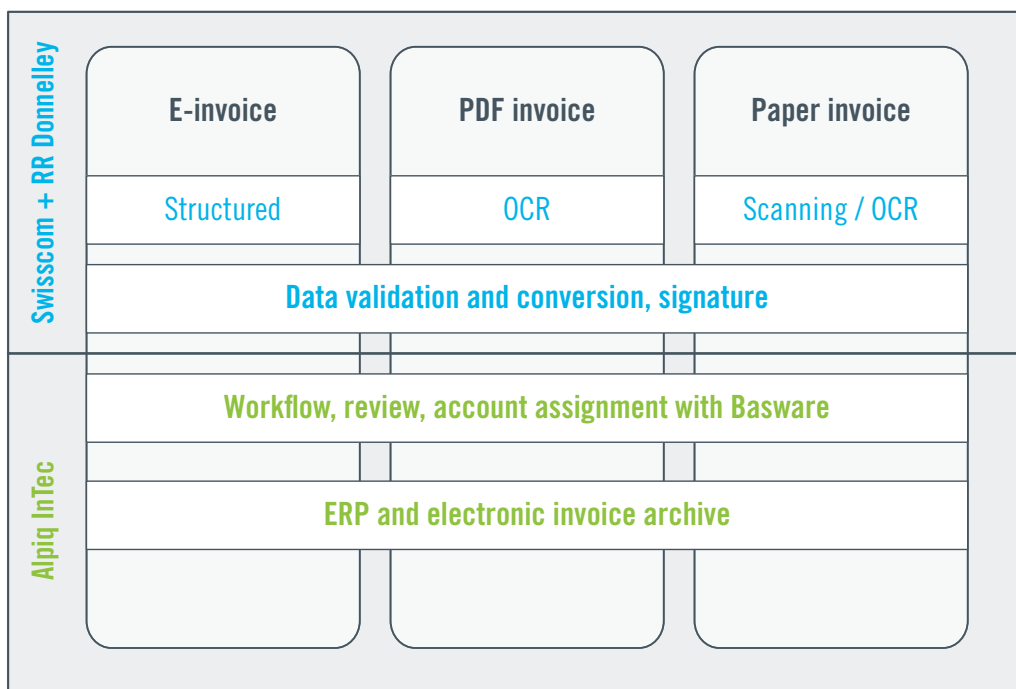 Swisscom + RR Donnelley
E-invoice
PDF invoice
Paper invoice
Structured
OCR
Scanning / OCR
Data validation and conversion, signature
Alpiq InTec
Workflow, review, account assignment with Basware
ERP and electronic invoice archive